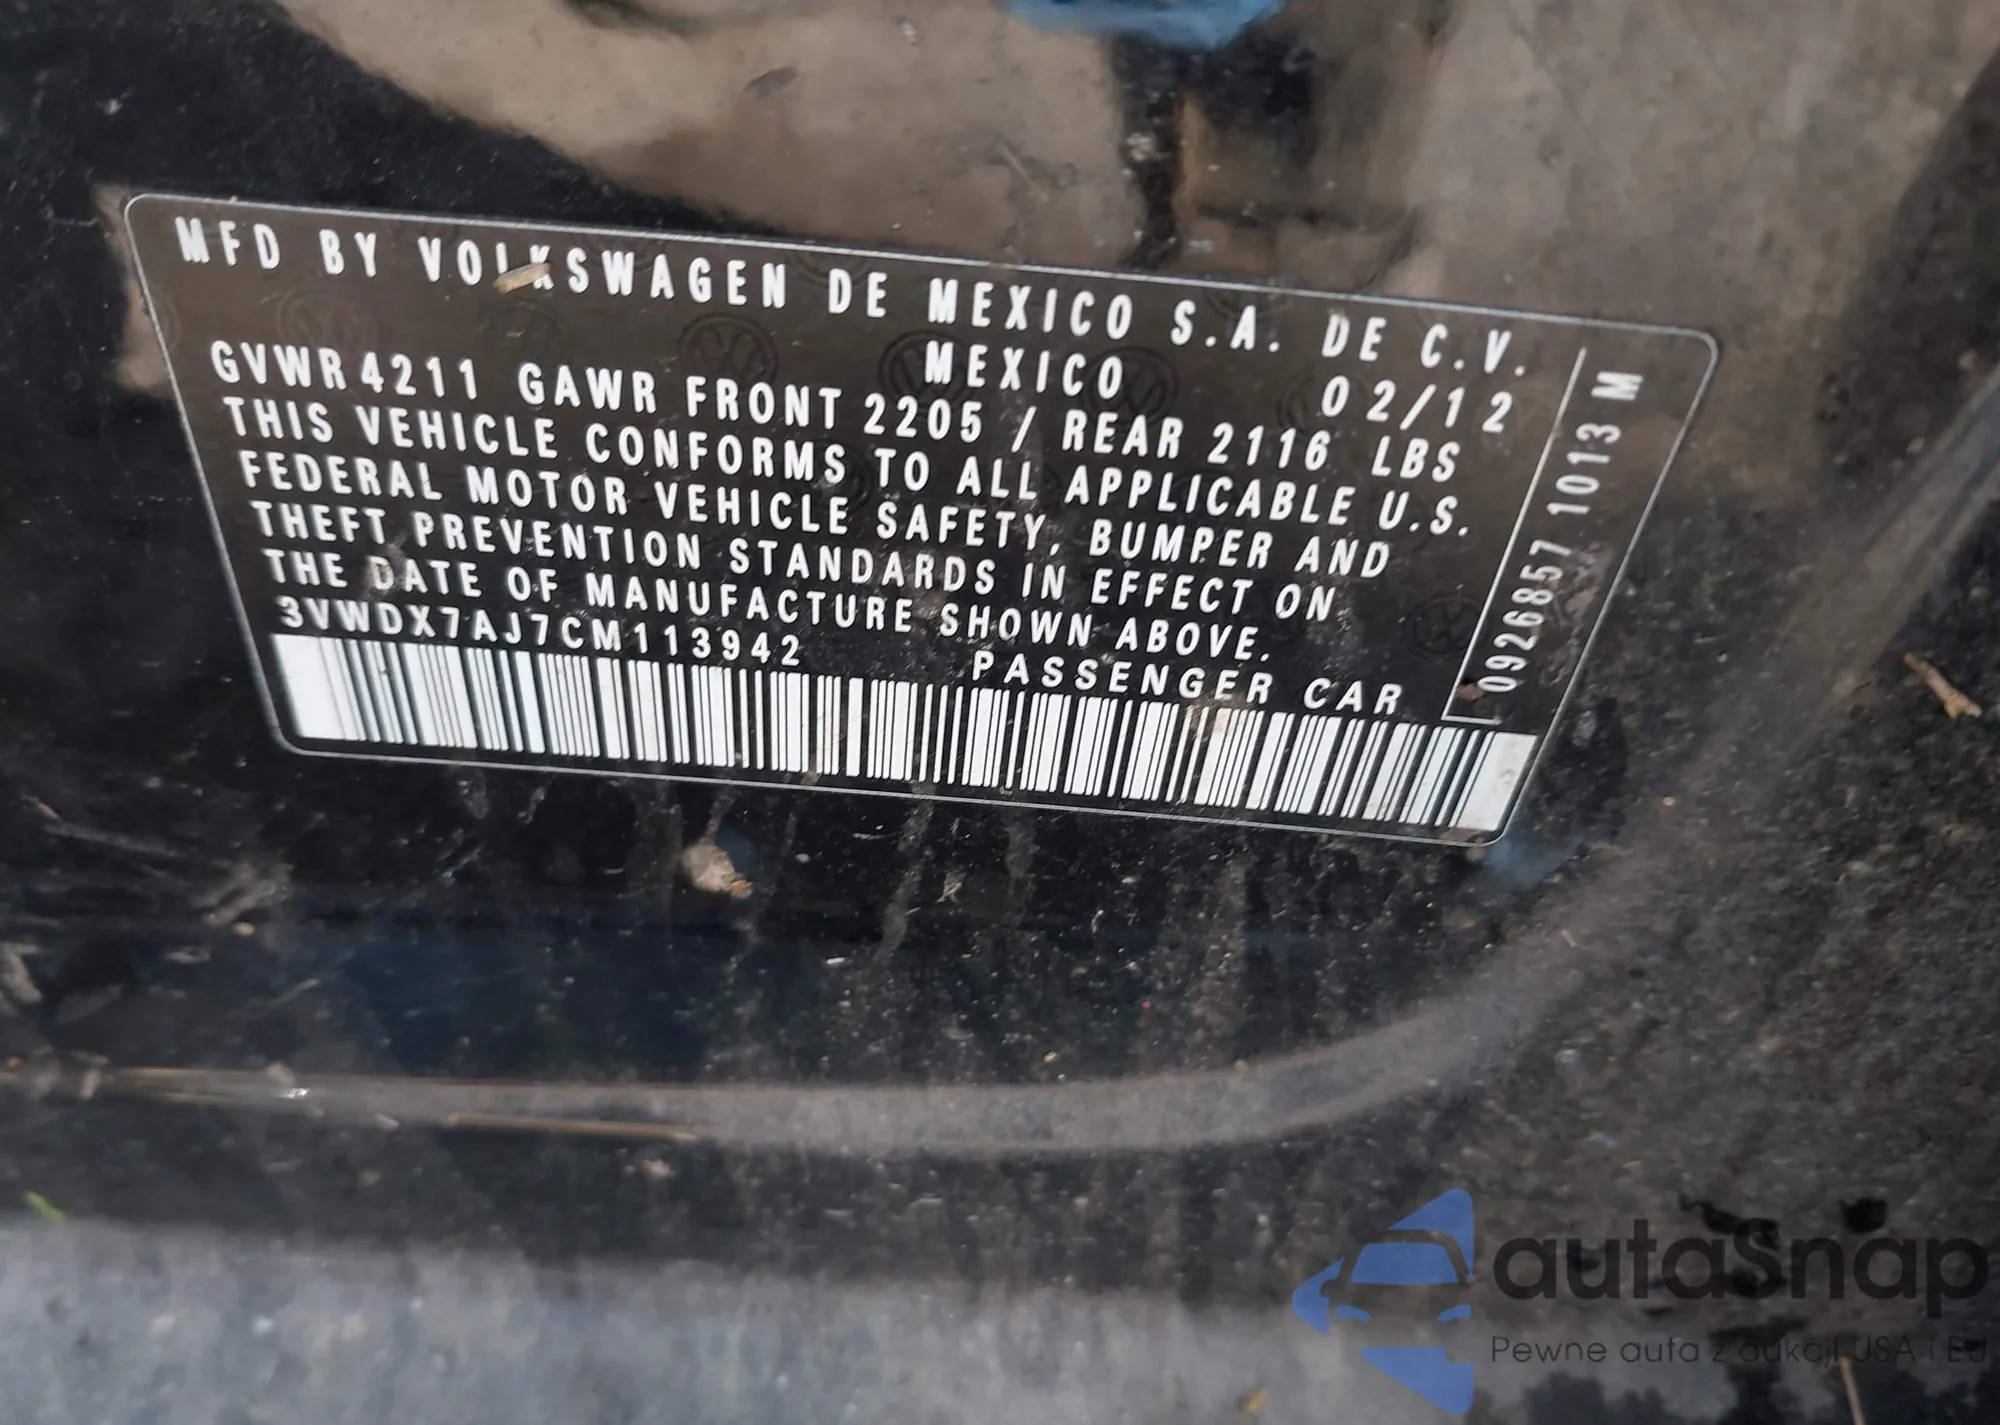 MFD BY VOLKSWAGEN DE MEXICO S.A. DE C.V.
MEXICO 02/12
GVWR 4211 GAWR FRONT 2205 / REAR 2116 LBS
THIS VEHICLE CONFORMS TO ALL APPLICABLE U.S.
FEDERAL MOTOR VEHICLE SAFETY, BUMPER AND
THEFT PREVENTION STANDARDS IN EFFECT ON
THE DATE OF MANUFACTURE SHOWN ABOVE.
3VWDX7AJ7CM113942 PASSENGER CAR
0926857 1013 M
autaSnap
Pewne auta z aukcji USA i EU